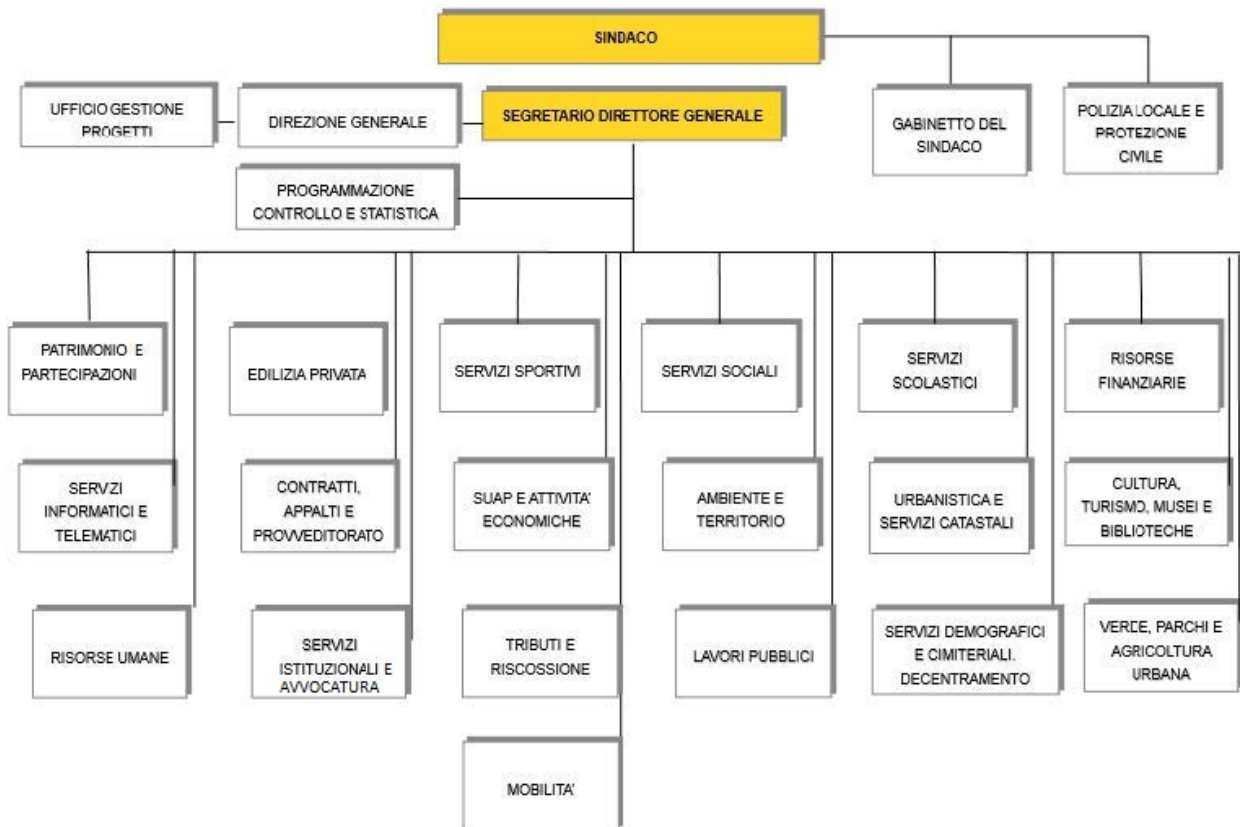 SINDACO
UFFICIO GESTIONE
PROGETTI
DIREZIONE GENERALE
SEGRETARIO DIRETTORE GENERALE
GABINETTO DEL
SINDACO
POLIZIA LOCALE E
PROTEZIONE
CIVILE
PROGRAMMAZIONE
CONTROLLO E STATISTICA
PATRIMONIO E
PARTECIPAZIONI
EDILIZIA PRIVATA
SERVIZI SPORTIVI
SERVIZI SOCIALI
SERVIZI
SCOLASTICI
RISORSE
FINANZIARIE
SERVIZI
INFORMATICI E
TELEMATICI
CONTRATTI,
APPALTI E
PROVVEDITORATO
SUAP E ATTIVITA'
ECONOMICHE
AMBIENTE E
TERRITORIO
URBANISTICA E
SERVIZI CATASTALI
CULTURA,
TURISMO, MUSEI E
BIBLIOTECHE
RISORSE UMANE
SERVIZI
ISTITUZIONALI E
AVVOCATURA
TRIBUTI E
RISCOSSIONE
LAVORI PUBBLICI
SERVIZI DEMOGRAFICI
E CIMITERIALI.
DECENTRAMENTO
VERDE, PARCHI E
AGRICOLTURA
URBANA
MOBILITA'